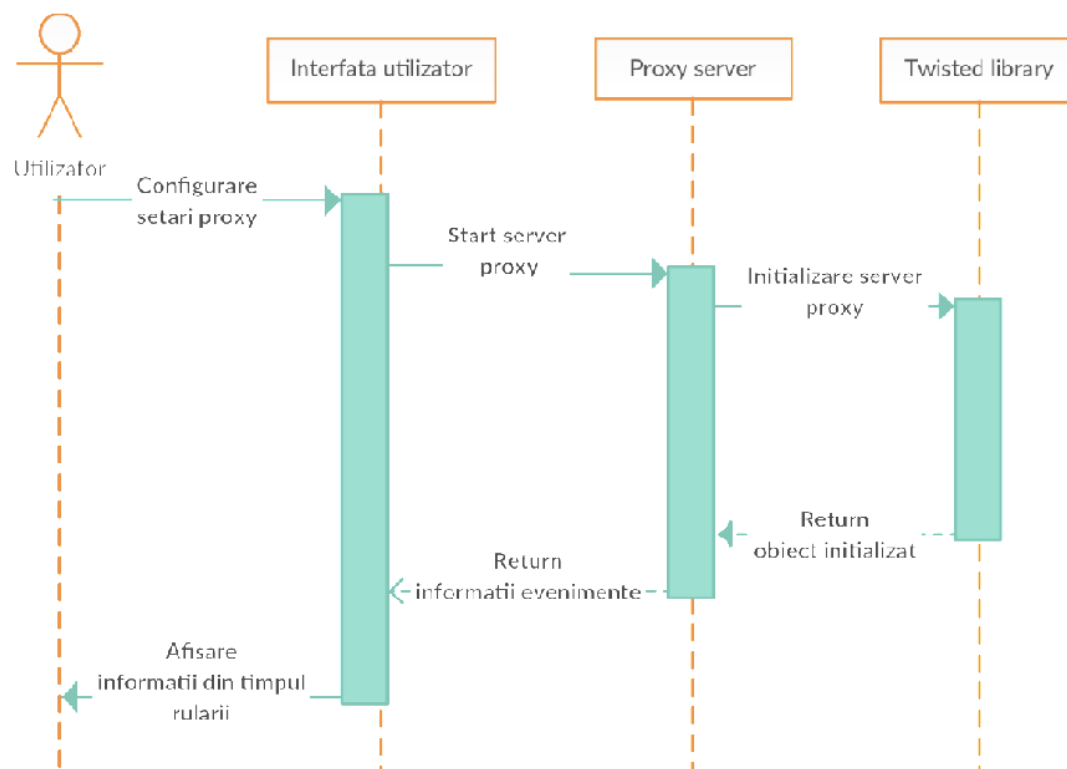 Interfata utilizator
Proxy server
Twisted library
Utilizator
Configurare
setari proxy
Start server
proxy
Initializare server
proxy
Return
obiect initializat
Return
informatii evenimente
Afisare
informatii din timpul
rularii